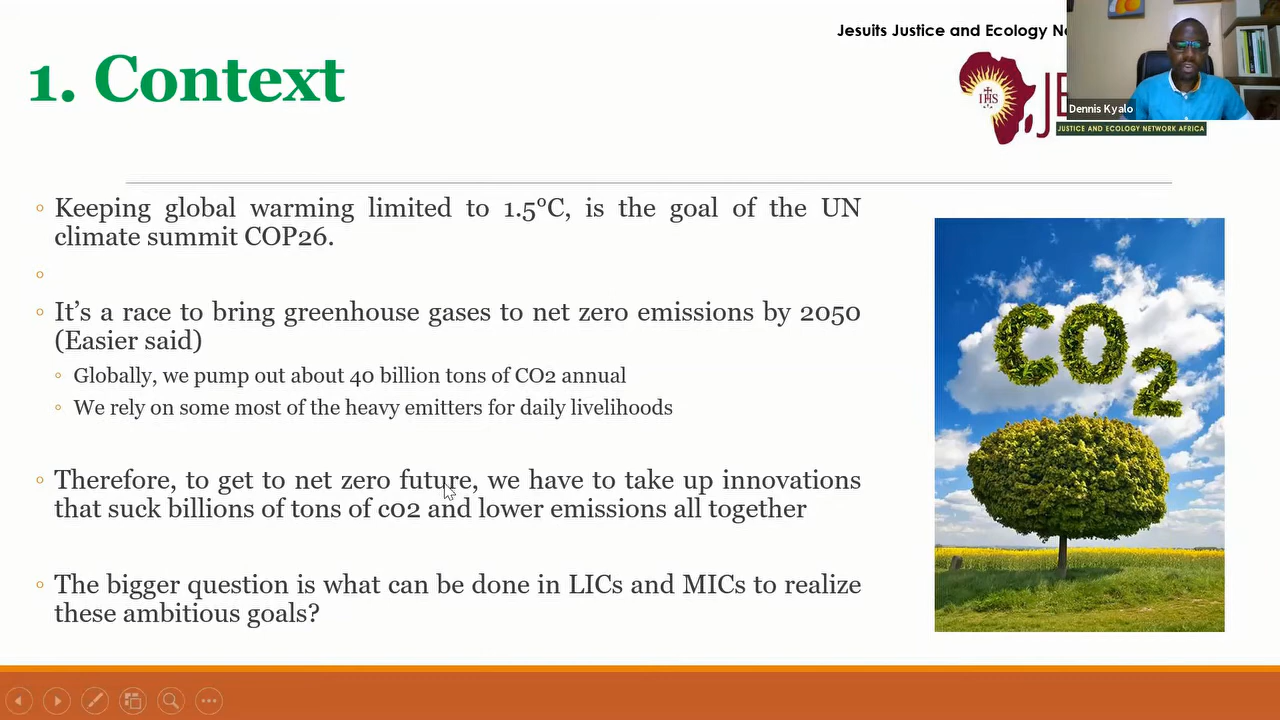 Jesuits Justice and Ecology
1. Context
IHS
Dennis Kyalo
JUSTICE AND ECOLOGY NETWORK AFRICA
Keeping global warming limited to 1.5°C, is the goal of the UN
climate summit COP26.
It's a race to bring greenhouse gases to net zero emissions by 2050
(Easier said)
Globally, we pump out about 40 billion tons of CO2 annual
We rely on some most of the heavy emitters for daily livelihoods
Therefore, to get to net zero future, we have to take up innovations
that suck billions of tons of c02 and lower emissions all together
The bigger question is what can be done in LICs and MICs to realize
these ambitious goals?
CO2